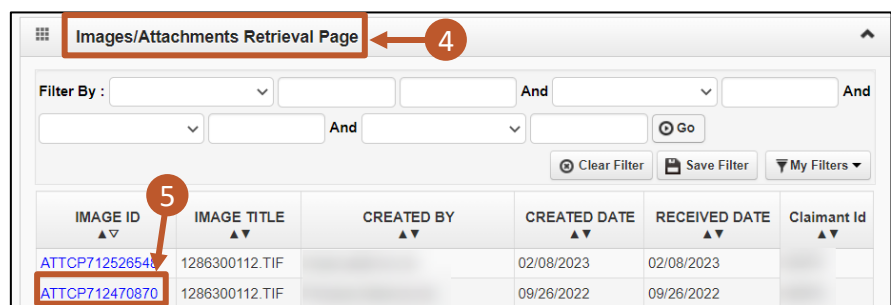 Images/Attachments Retrieval Page
4
Filter By :
And
And
And
Go
Clear Filter
Save Filter
My Filters
5
IMAGE ID
IMAGE TITLE
CREATED BY
CREATED DATE
RECEIVED DATE
Claimant Id
1286300112.TIF
02/08/2023
02/08/2023
ATTCP712470870
1286300112.TIF
09/26/2022
09/26/2022